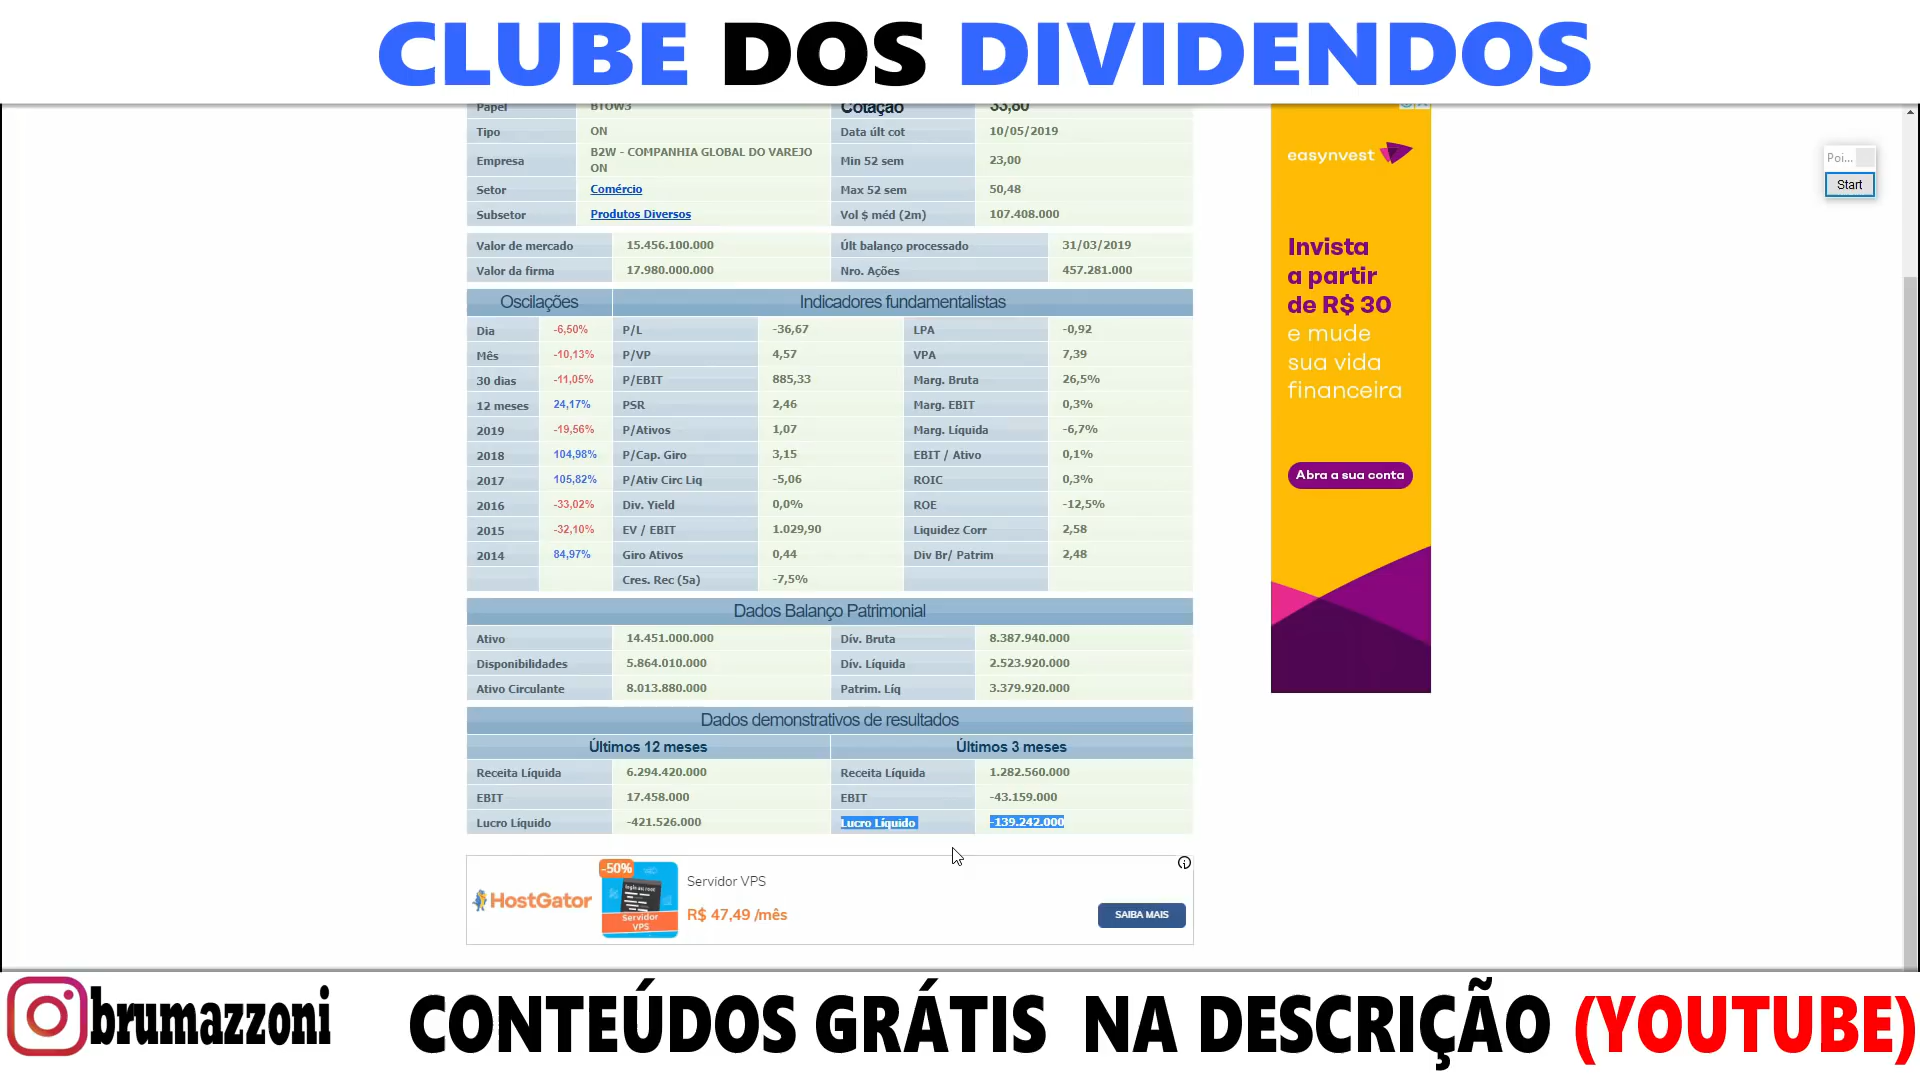 CLUBE DOS DIVIDENDOS
Papel BTOW3 Cotação 33,80
Tipo ON Data últ cot 10/05/2019
Empresa B2W - COMPANHIA GLOBAL DO VAREJO ON Min 52 sem 23,00
Setor Comércio Max 52 sem 50,48
Subsetor Produtos Diversos Vol $ méd (2m) 107.408.000
Valor de mercado 15.456.100.000 Últ balanço processado 31/03/2019
Valor da firma 17.980.000.000 Nro. Ações 457.281.000
Oscilações Indicadores fundamentalistas
Dia -6,50% P/L -36,67 LPA -0,92
Mês -10,13% P/VP 4,57 VPA 7,39
30 dias -11,05% P/EBIT 885,33 Marg. Bruta 26,5%
12 meses 24,17% PSR 2,46 Marg. EBIT 0,3%
2019 -19,56% P/Ativos 1,07 Marg. Líquida -6,7%
2018 104,98% P/Cap. Giro 3,15 EBIT / Ativo 0,1%
2017 105,82% P/Ativ Circ Liq -5,06 ROIC 0,3%
2016 -33,02% Div. Yield 0,0% ROE -12,5%
2015 -32,10% EV / EBIT 1.029,90 Liquidez Corr 2,58
2014 84,97% Giro Ativos 0,44 Div Br/ Patrim 2,48
Cres. Rec (5a) -7,5%
Dados Balanço Patrimonial
Ativo 14.451.000.000 Dív. Bruta 8.387.940.000
Disponibilidades 5.864.010.000 Dív. Líquida 2.523.920.000
Ativo Circulante 8.013.880.000 Patrim. Líq 3.379.920.000
Dados demonstrativos de resultados
Últimos 12 meses Últimos 3 meses
Receita Líquida 6.294.420.000 Receita Líquida 1.282.560.000
EBIT 17.458.000 EBIT -43.159.000
Lucro Líquido -421.526.000 Lucro Líquido -139.242.000
easynvest
Invista
a partir
de R$ 30
e mude
sua vida
financeira
Abra a sua conta
Poi...
Start
HostGator
-50%
Servidor
VPS
Servidor VPS
R$ 47,49 /mês
SAIBA MAIS
brumazzoni CONTEÚDOS GRÁTIS NA DESCRIÇÃO (YOUTUBE)